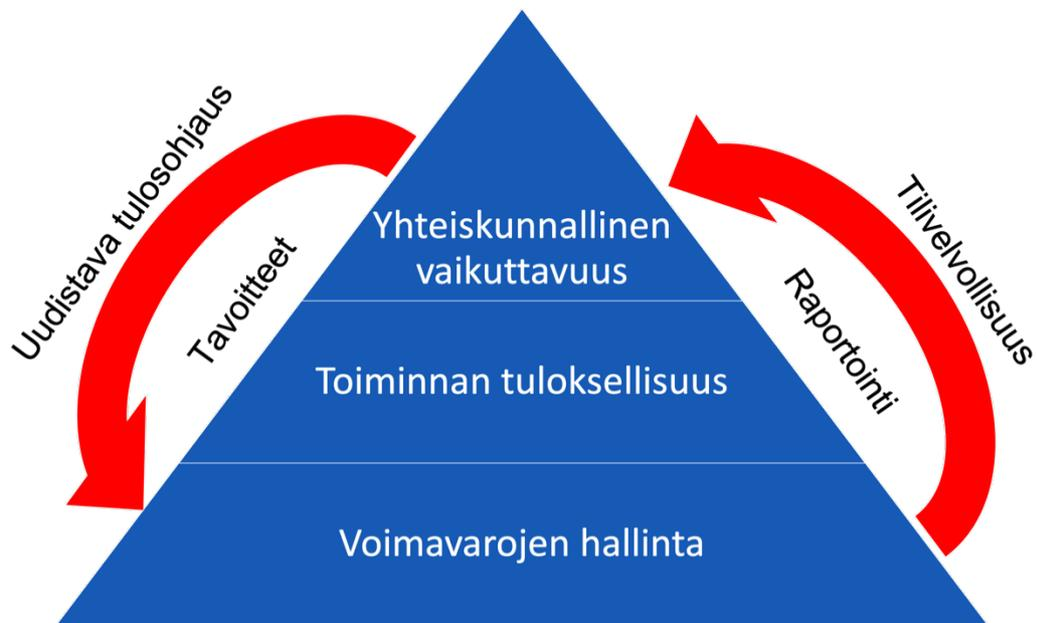 Uudistava tulosohjaus
Tavoitteet
Yhteiskunnallinen
vaikuttavuus
Toiminnan tuloksellisuus
Voimavarojen hallinta
Raportointi
Tilivelvollisuus